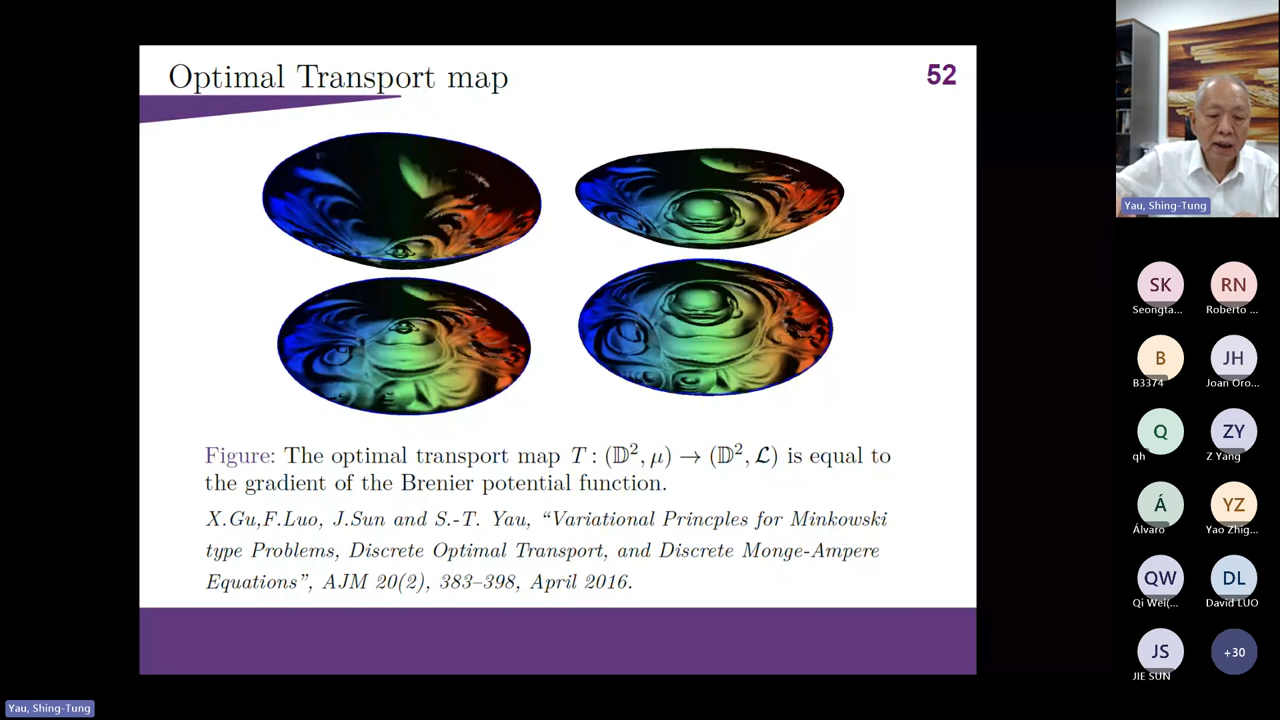 Optimal Transport map
52
Figure: The optimal transport map T : (𝔻², μ) → (𝔻², ℒ) is equal to
the gradient of the Brenier potential function.
X.Gu,F.Luo, J.Sun and S.-T. Yau, “Variational Princples for Minkowski
type Problems, Discrete Optimal Transport, and Discrete Monge-Ampere
Equations”, AJM 20(2), 383–398, April 2016.
Yau, Shing-Tung
SK
RN
Seongta...
Roberto ...
B
JH
B3374
Joan Oro...
Q
ZY
qh
Z Yang
Á
YZ
Álvaro
Yao Zhig...
QW
DL
Qi Wei(...
David LUO
JS
+30
JIE SUN
Yau, Shing-Tung